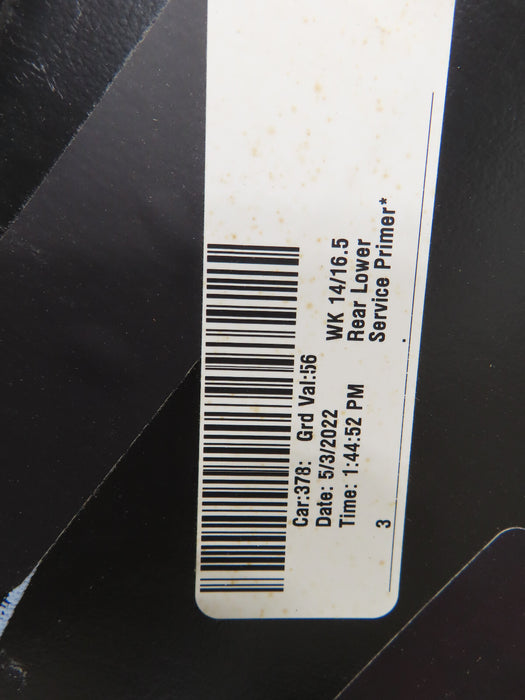 Car:378: Grd Val:56
Date: 5/3/2022 WK 14/16.5
Time: 1:44:52 PM Rear Lower
Service Primer*
3